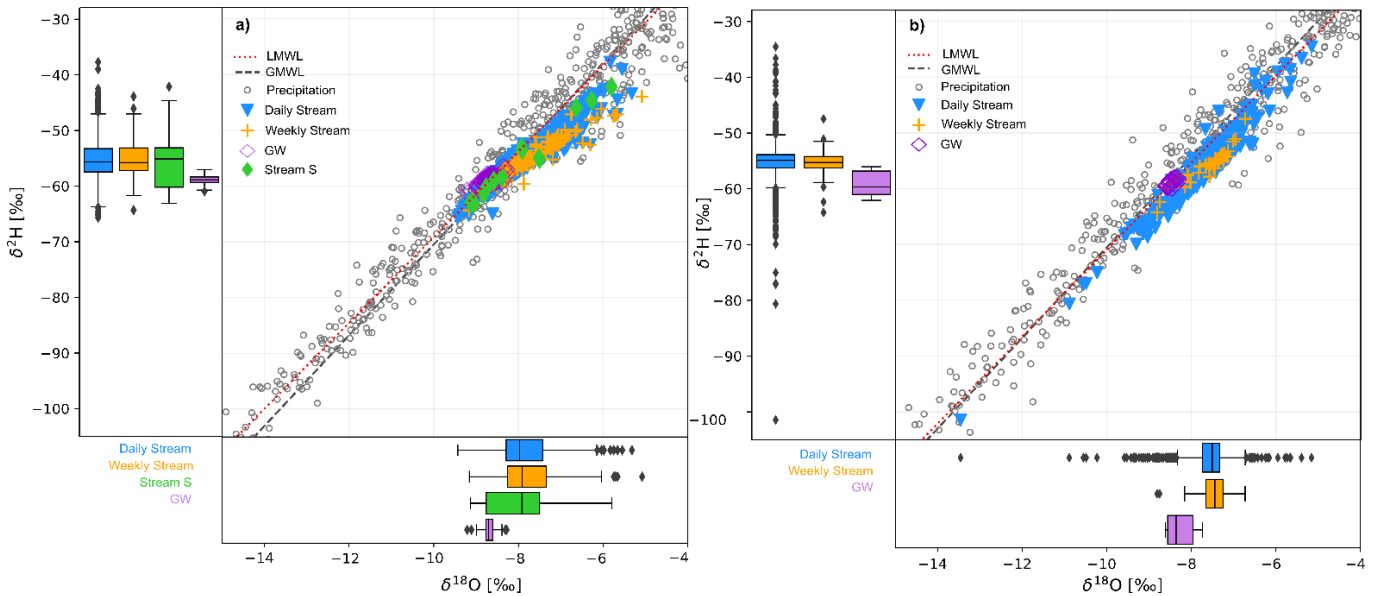 a)
LMWL
GMWL
Precipitation
Daily Stream
Weekly Stream
GW
Stream S
δ²H [‰]
−30
−40
−50
−60
−70
−80
−90
−100
Daily Stream
Weekly Stream
Stream S
GW
−14
−12
−10
−8
−6
−4
δ¹⁸O [‰]
b)
LMWL
GMWL
Precipitation
Daily Stream
Weekly Stream
GW
δ²H [‰]
−30
−40
−50
−60
−70
−80
−90
−100
Daily Stream
Weekly Stream
GW
−14
−12
−10
−8
−6
−4
δ¹⁸O [‰]